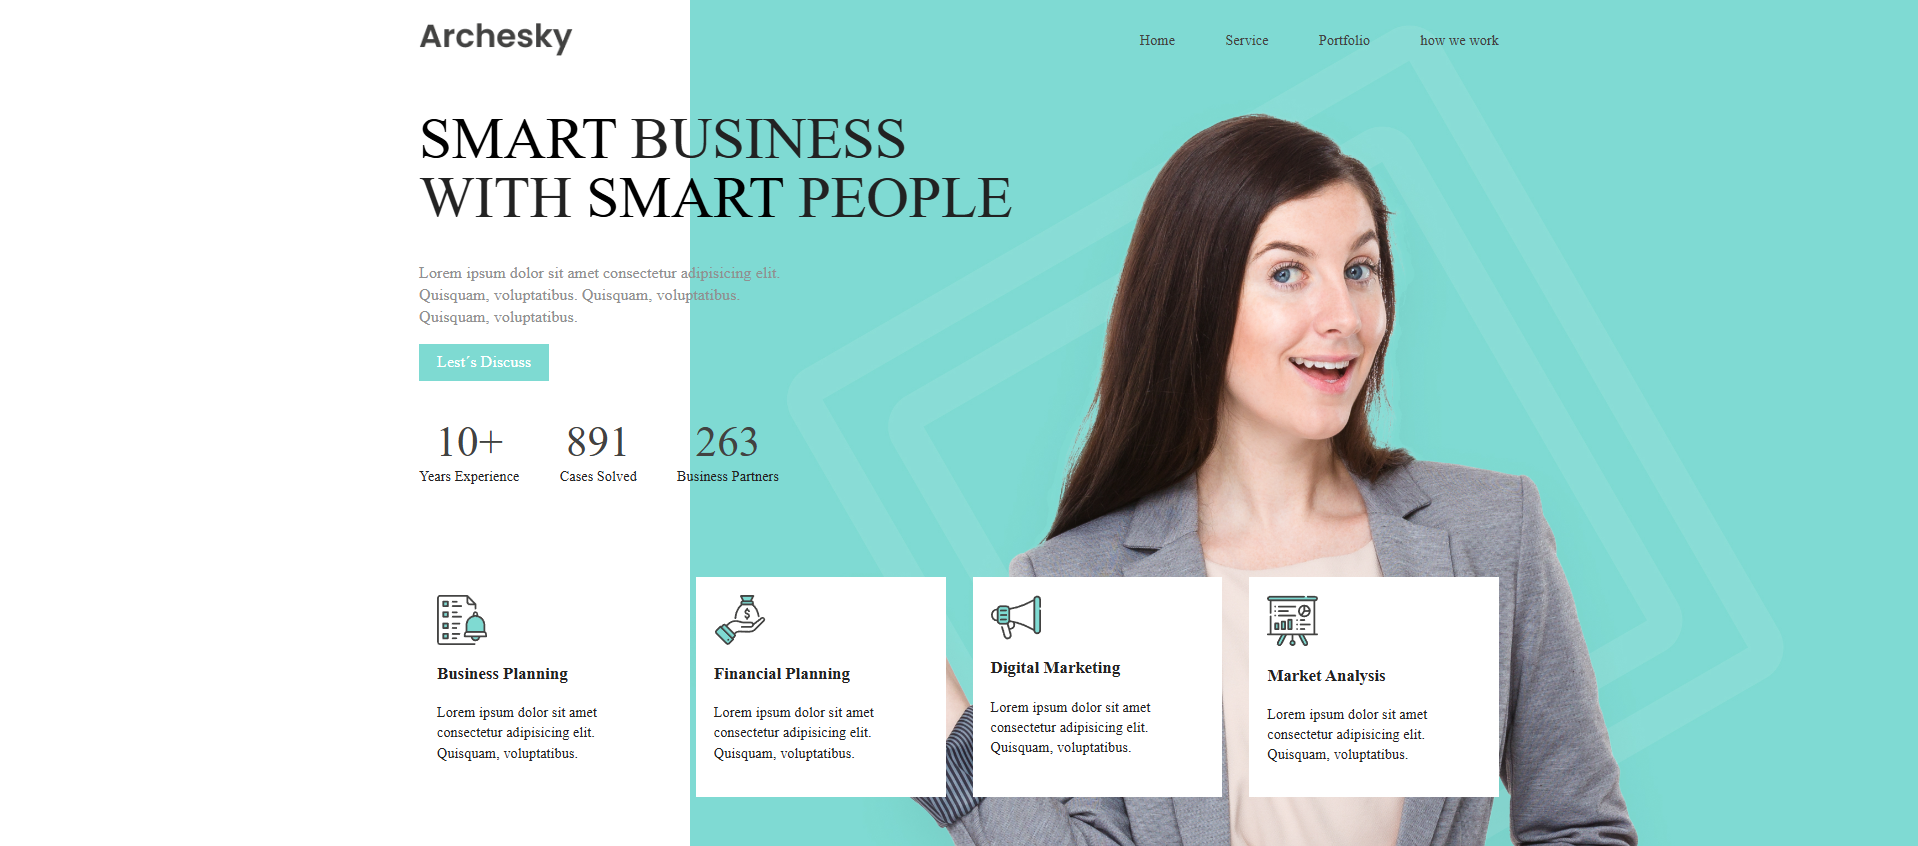 Archesky
Home
Service
Portfolio
how we work
SMART BUSINESS
WITH SMART PEOPLE
Lorem ipsum dolor sit amet consectetur adipisicing elit.
Quisquam, voluptatibus. Quisquam, voluptatibus.
Quisquam, voluptatibus.
Lest´s Discuss
10+
Years Experience
891
Cases Solved
263
Business Partners
Business Planning
Lorem ipsum dolor sit amet
consectetur adipisicing elit.
Quisquam, voluptatibus.
$
Financial Planning
Lorem ipsum dolor sit amet
consectetur adipisicing elit.
Quisquam, voluptatibus.
Digital Marketing
Lorem ipsum dolor sit amet
consectetur adipisicing elit.
Quisquam, voluptatibus.
Market Analysis
Lorem ipsum dolor sit amet
consectetur adipisicing elit.
Quisquam, voluptatibus.